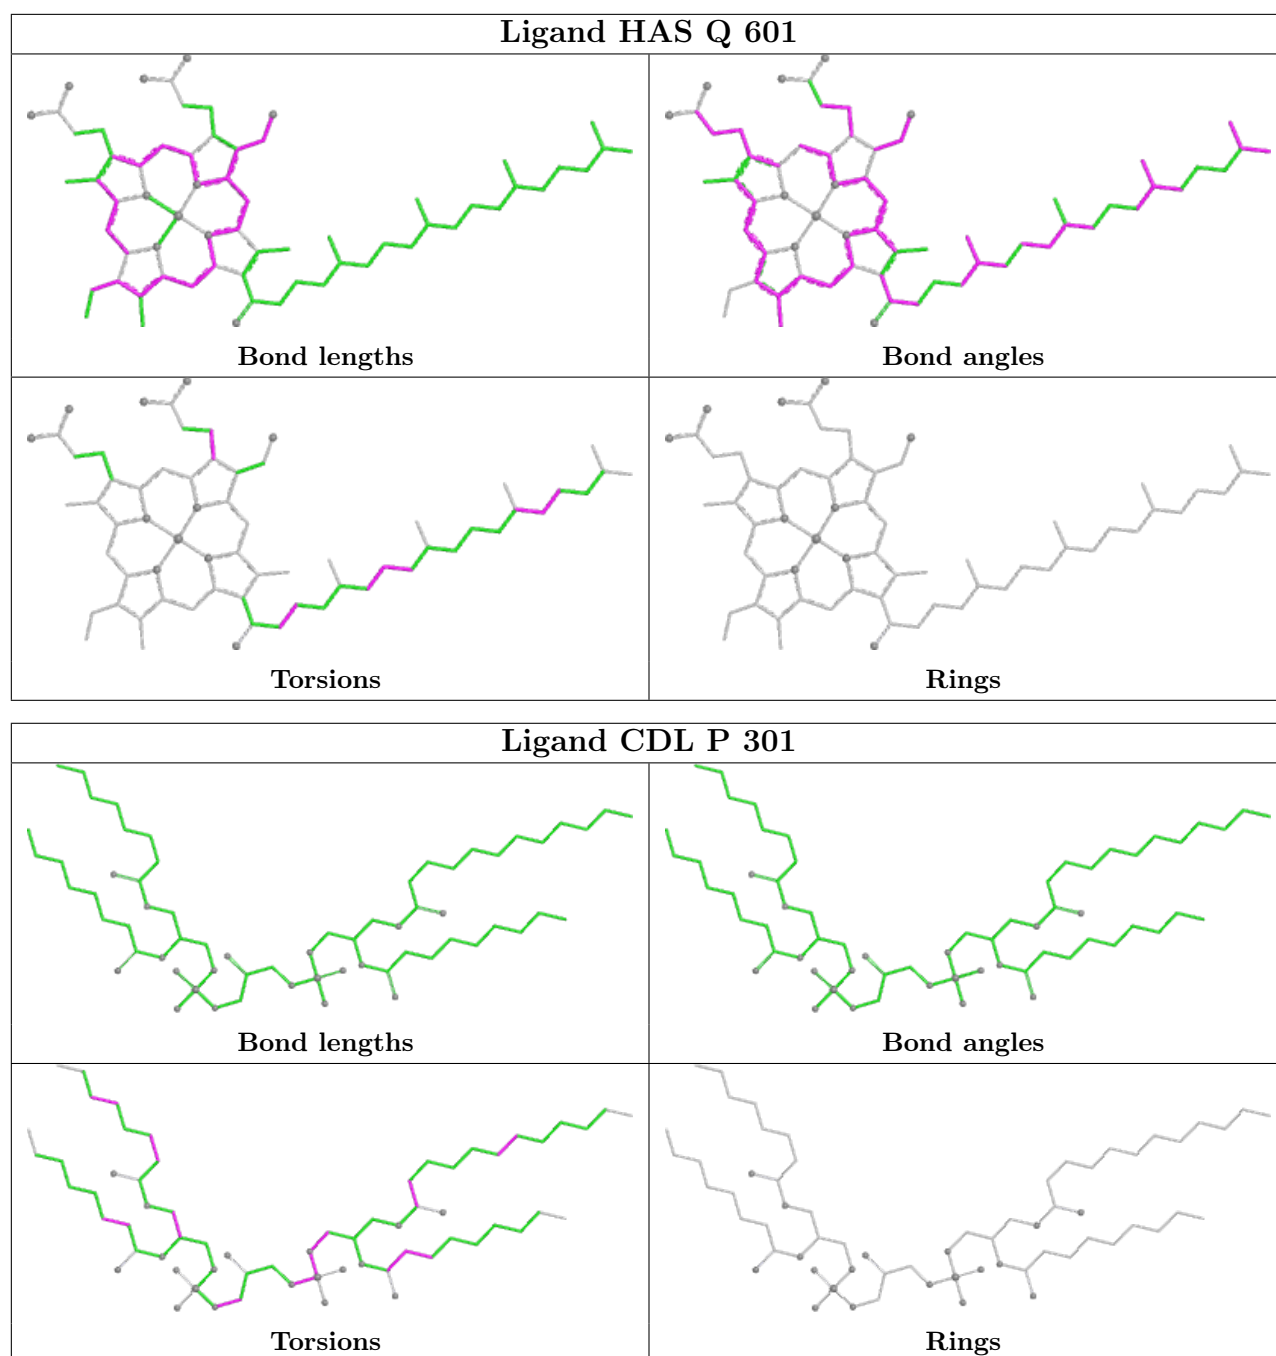 Ligand HAS Q 601
Bond lengths
Bond angles
Torsions
Rings
Ligand CDL P 301
Bond lengths
Bond angles
Torsions
Rings